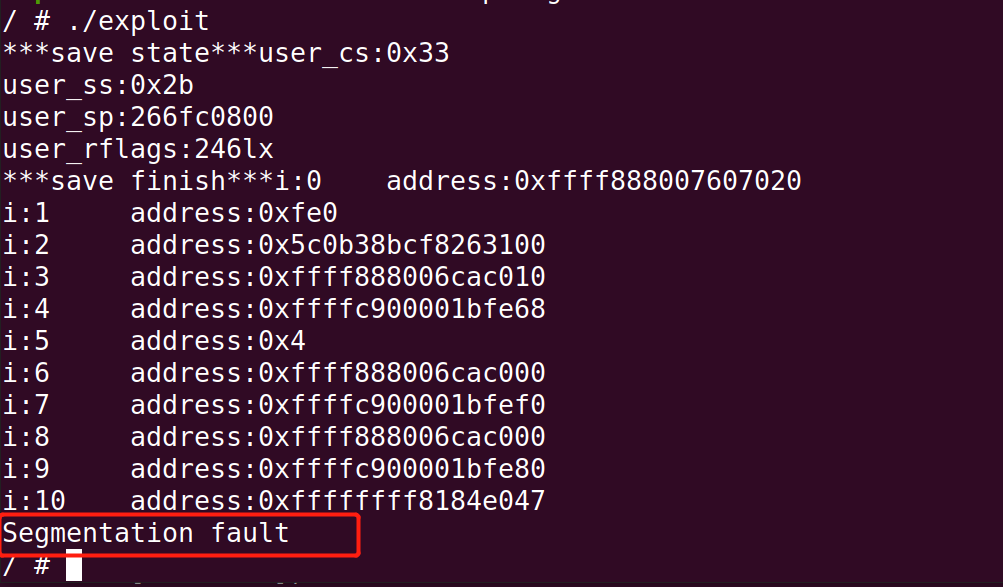 / # ./exploit
***save state***user_cs:0x33
user_ss:0x2b
user_sp:266fc0800
user_rflags:246lx
***save finish***i:0    address:0xffff888007607020
i:1     address:0xfe0
i:2     address:0x5c0b38bcf8263100
i:3     address:0xffff888006cac010
i:4     address:0xffffc900001bfe68
i:5     address:0x4
i:6     address:0xffff888006cac000
i:7     address:0xffffc900001bfef0
i:8     address:0xffff888006cac000
i:9     address:0xffffc900001bfe80
i:10    address:0xffffffff8184e047
Segmentation fault
/ #